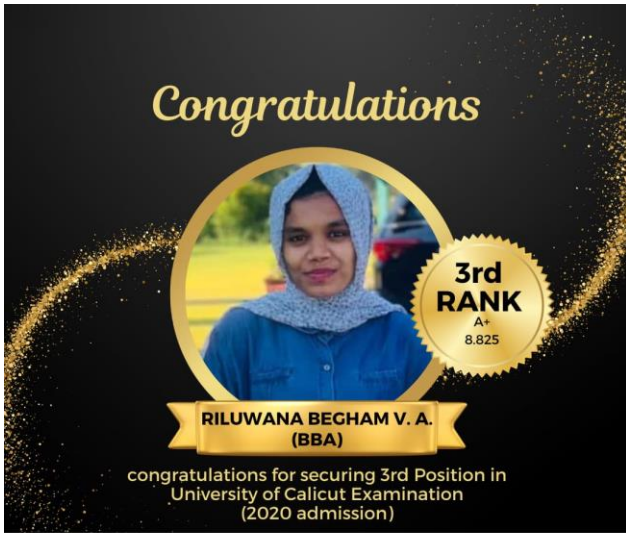 Congratulations
3rd
RANK
A+
8.825
RILUWANA BEGHAM V. A.
(BBA)
congratulations for securing 3rd Position in
University of Calicut Examination
(2020 admission)